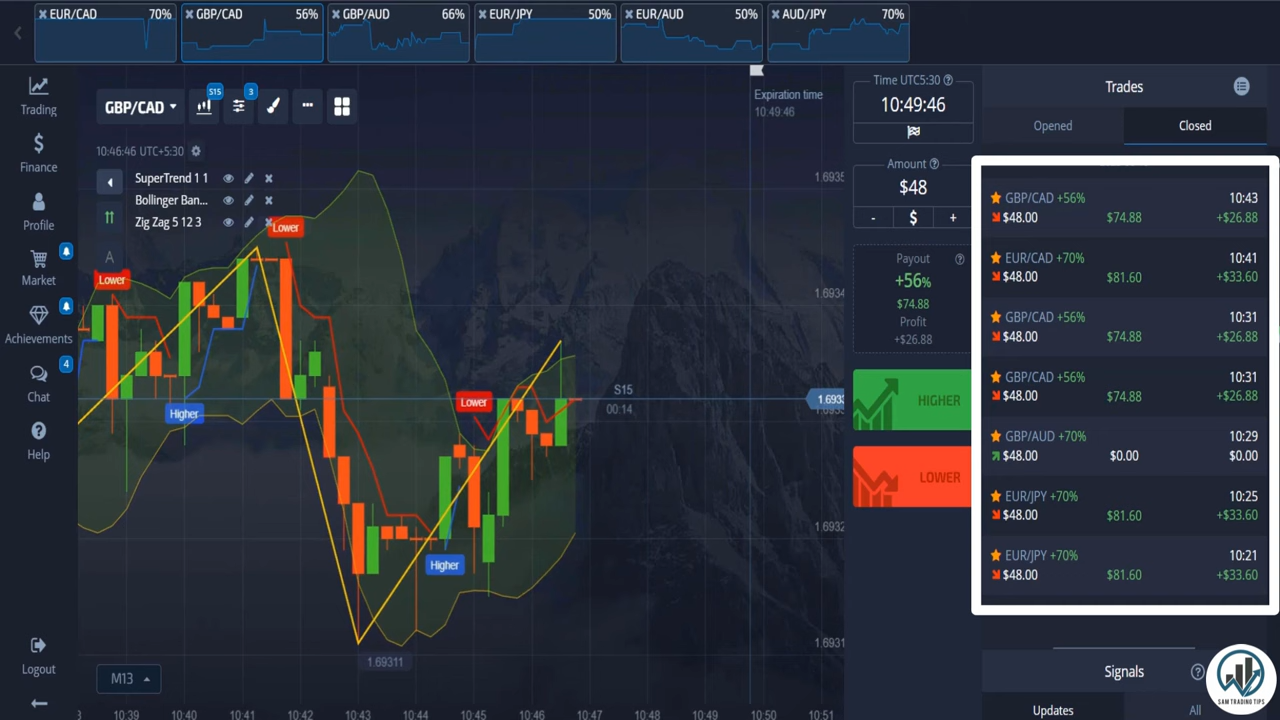 EUR/CAD 70%
GBP/CAD 56%
GBP/AUD 66%
EUR/JPY 50%
EUR/AUD 50%
AUD/JPY 70%
Trading
Finance
Profile
Market
Achievements
4
Chat
Help
Logout
GBP/CAD
S15
3
10:46:46 UTC+5:30
SuperTrend 1 1
Bollinger Ban...
Zig Zag 5 12 3
A
Lower
Lower
Higher
Lower
Higher
S15
00:14
1.69311
M13
Expiration time
10:49:46
1.6935
1.6934
1.6933
1.6932
1.6931
10:39 10:40 10:41 10:42 10:43 10:44 10:45 10:46 10:47 10:48 10:49 10:50 10:51
Time UTC5:30
10:49:46
Amount
$48
- $ +
Payout
+56%
$74.88
Profit
+$26.88
HIGHER
LOWER
Trades
Opened Closed
GBP/CAD +56% 10:43
$48.00 $74.88 +$26.88
EUR/CAD +70% 10:41
$48.00 $81.60 +$33.60
GBP/CAD +56% 10:31
$48.00 $74.88 +$26.88
GBP/CAD +56% 10:31
$48.00 $74.88 +$26.88
GBP/AUD +70% 10:29
$48.00 $0.00 $0.00
EUR/JPY +70% 10:25
$48.00 $81.60 +$33.60
EUR/JPY +70% 10:21
$48.00 $81.60 +$33.60
Signals
Updates All
SAM TRADING TIPS